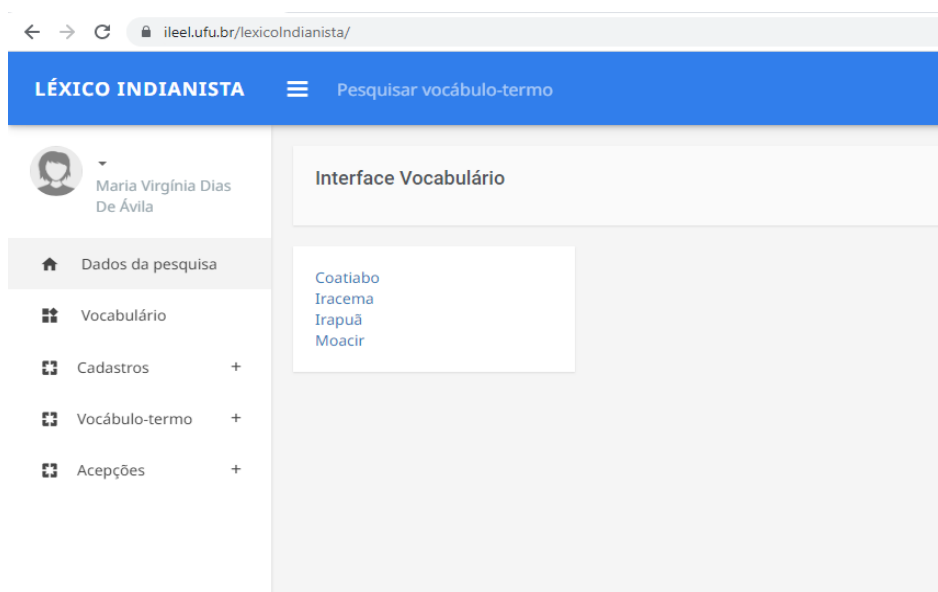 ileel.ufu.br/lexicoIndianista/
LÉXICO INDIANISTA
Pesquisar vocábulo-termo
Maria Virgínia Dias
De Ávila
Interface Vocabulário
Dados da pesquisa
Vocabulário
Cadastros +
Vocábulo-termo +
Acepções +
Coatiabo
Iracema
Irapuã
Moacir